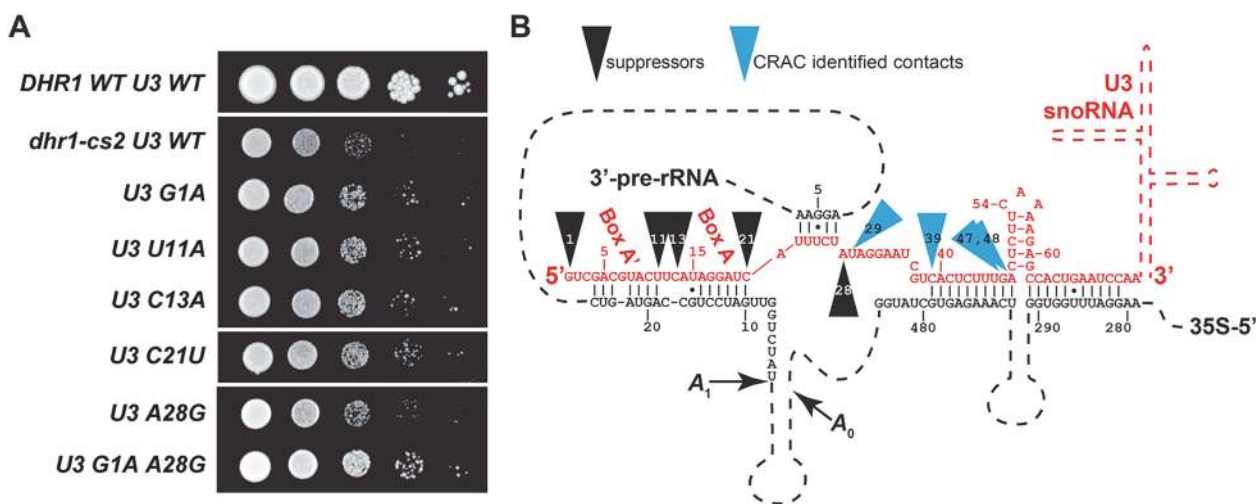 A
DHR1 WT U3 WT
dhr1-cs2 U3 WT
U3 G1A
U3 U11A
U3 C13A
U3 C21U
U3 A28G
U3 G1A A28G
B
suppressors
CRAC identified contacts
U3
snoRNA
3'-pre-rRNA
5
AAGGA
UUUCU
A
1
5
Box A'
11
13
15
Box A
21
28
29
39
40
47,48
54-C
A
A
A
-60
5'
GUCGACGUACUUCAUAGGAUC
AUAGGAAU
C
GUCACUCUUUGA
CCACUGAAUCCAA
3'
CUG-AUGAC-CGUCCUAGUUG
20
10
GUCUAU
GGUAUCGUGAGAAACU
GGUGGUUUAGGAA
480
290
280
35S-5'
A1
A0